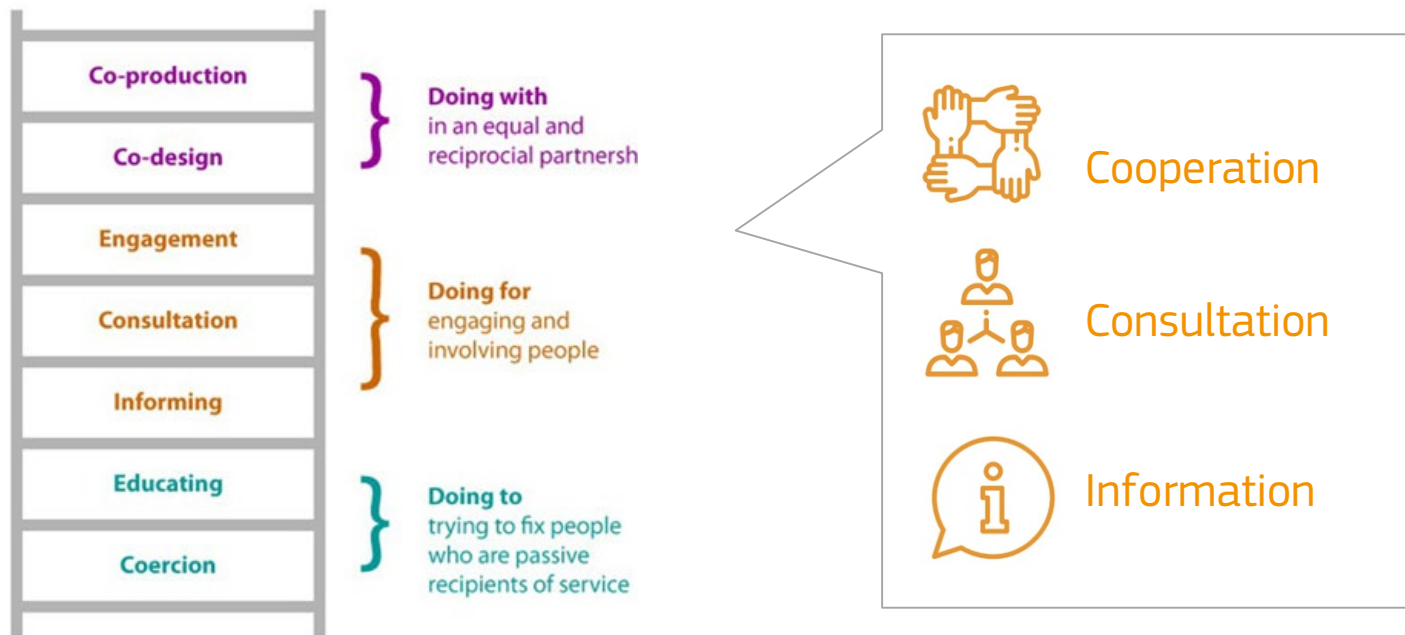 Co-production
Co-design
Engagement
Consultation
Informing
Educating
Coercion
Doing with
in an equal and
reciprocial partnersh
Doing for
engaging and
involving people
Doing to
trying to fix people
who are passive
recipients of service
Cooperation
Consultation
Information